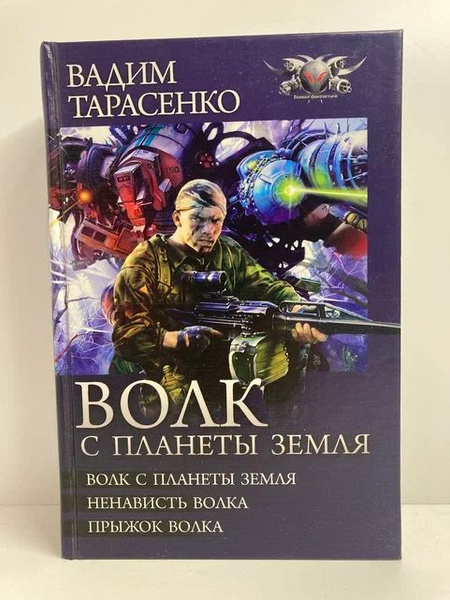 ВАДИМ
ТАРАСЕНКО
ВОЛК
С ПЛАНЕТЫ ЗЕМЛЯ
ВОЛК С ПЛАНЕТЫ ЗЕМЛЯ
НЕНАВИСТЬ ВОЛКА
ПРЫЖОК ВОЛКА